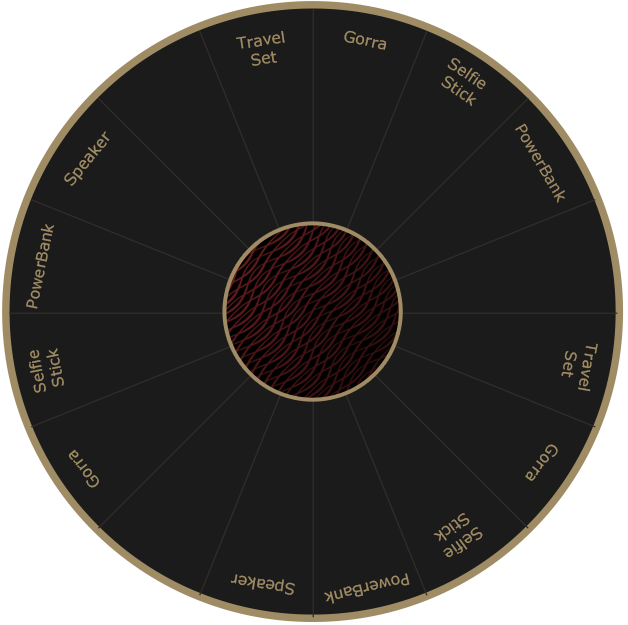 Travel
Set
Gorra
Selfie
Stick
PowerBank
Travel
Set
Gorra
Selfie
Stick
PowerBank
Speaker
Gorra
Selfie
Stick
PowerBank
Speaker